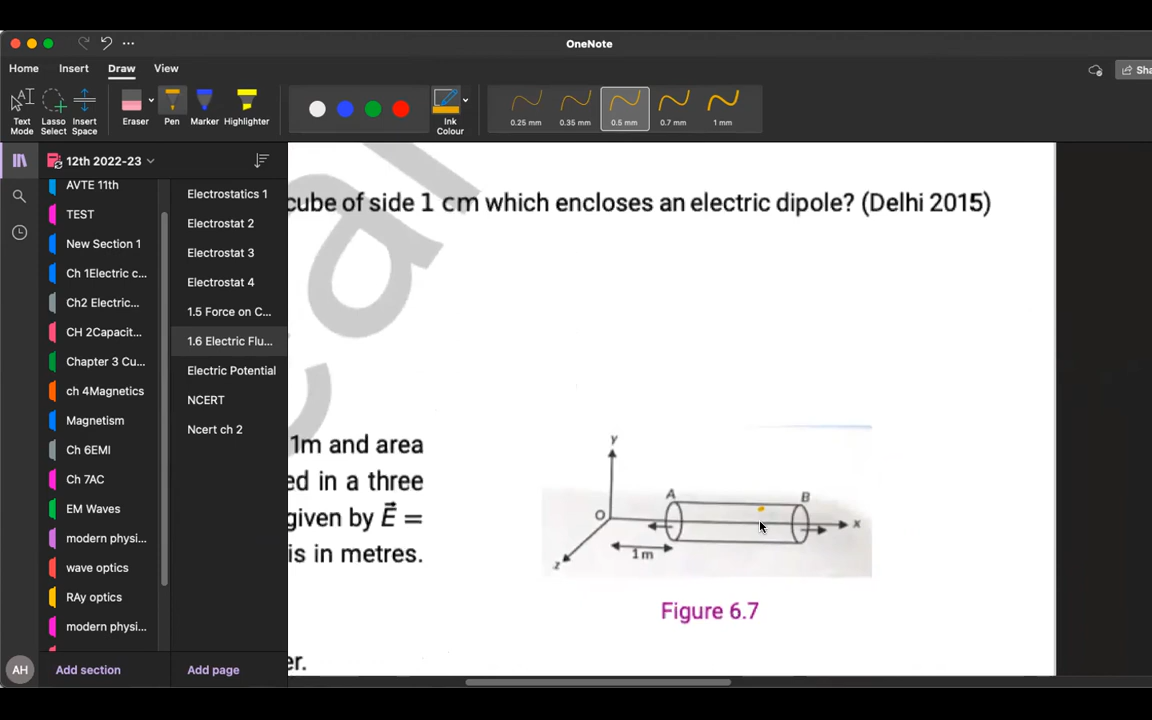 OneNote
Home
Insert
Draw
View
Sha
Text Mode
Lasso Select
Insert Space
Eraser
Pen
Marker
Highlighter
Ink Colour
0.25 mm
0.35 mm
0.5 mm
0.7 mm
1 mm
12th 2022-23
AVTE 11th
TEST
New Section 1
Ch 1Electric c...
Ch2 Electric...
CH 2Capacit...
Chapter 3 Cu...
ch 4Magnetics
Magnetism
Ch 6EMI
Ch 7AC
EM Waves
modern physi...
wave optics
RAy optics
modern physi...
Add section
AH
Electrostatics 1
Electrostat 2
Electrostat 3
Electrostat 4
1.5 Force on C...
1.6 Electric Flu...
Electric Potential
NCERT
Ncert ch 2
Add page
cube of side 1 cm which encloses an electric dipole? (Delhi 2015)
1m and area
ed in a three
given by E⃗ =
is in metres.
er.
y
A
B
O
x
1m
z
Figure 6.7